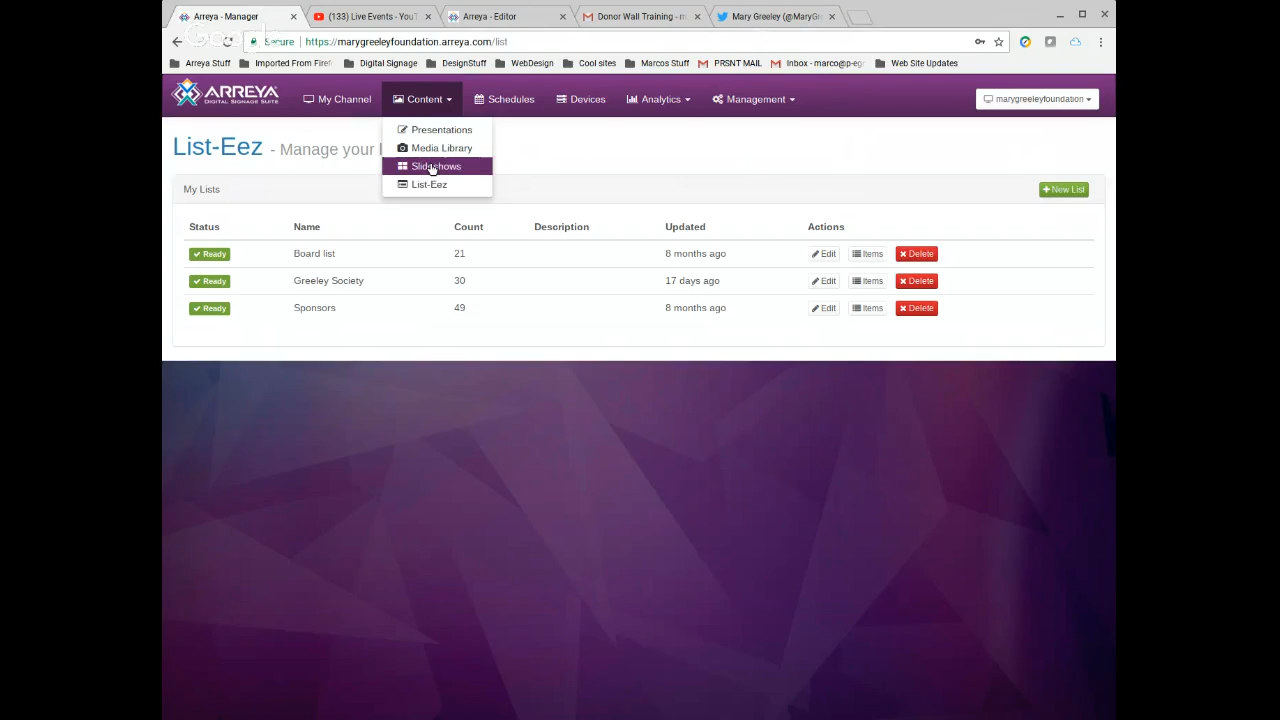 Arreya - Manager
(133) Live Events - YouT
Arreya - Editor
Donor Wall Training - m
Mary Greeley (@MaryGr
Google
Secure
https://marygreeleyfoundation.arreya.com/list
Arreya Stuff
Imported From Firef
Digital Signage
DesignStuff
WebDesign
Cool sites
Marcos Stuff
PRSNT MAIL
Inbox - marco@p-egr
Web Site Updates
ARREYA
DIGITAL SIGNAGE SUITE
My Channel
Content
Schedules
Devices
Analytics
Management
marygreeleyfoundation
Presentations
Media Library
Slideshows
List-Eez
List-Eez - Manage your l
My Lists
New List
Status Name Count Description Updated Actions
Ready Board list 21 8 months ago Edit Items Delete
Ready Greeley Society 30 17 days ago Edit Items Delete
Ready Sponsors 49 8 months ago Edit Items Delete